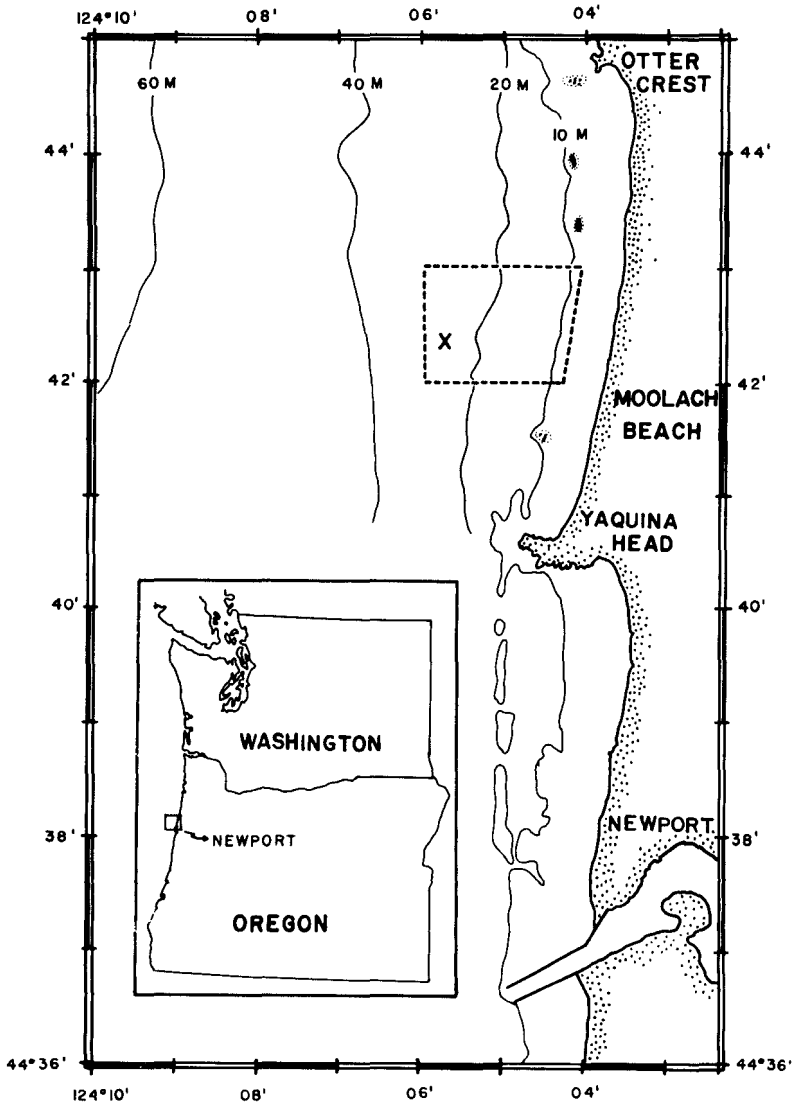 124°10' 08' 06' 04'
OTTER
CREST
60 M 40 M 20 M
10 M
44' 44'
X
42' 42'
MOOLACH
BEACH
YAQUINA
HEAD
40' 40'
WASHINGTON
NEWPORT
38' 38'
NEWPORT
OREGON
44°36' 44°36'
124°10' 08' 06' 04'